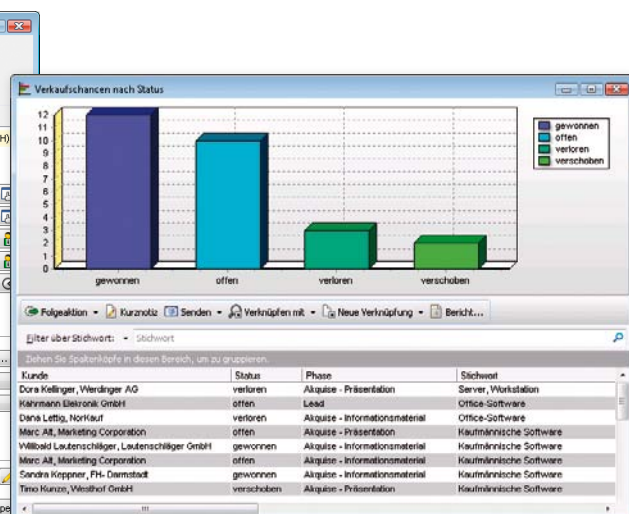 Verkaufschancen nach Status
12
11
10
9
8
7
6
5
4
3
2
1
0
gewonnen offen verloren verschoben
gewonnen
offen
verloren
verschoben
Folgeaktion Kurznotiz Senden Verknüpfen mit Neue Verknüpfung Bericht...
Filter über Stichwort: Stichwort
Ziehen Sie Spaltenköpfe in diesen Bereich, um zu gruppieren.
Kunde Status Phase Stichwort
Dora Kellinger, Werdinger AG verloren Akquise - Präsentation Server, Workstation
Kahrmann Elekronik GmbH offen Lead Office-Software
Dana Lettig, NorKauf verloren Akquise - Informationsmaterial Office-Software
Marc Alt, Marketing Corporation offen Akquise - Präsentation Kaufmännische Software
Willibald Lautenschläger, Lautenschläger GmbH gewonnen Akquise - Informationsmaterial Kaufmännische Software
Marc Alt, Marketing Corporation offen Akquise - Informationsmaterial Kaufmännische Software
Sandra Keppner, FH- Darmstadt gewonnen Akquise - Informationsmaterial Kaufmännische Software
Timo Kunze, Westhof GmbH verschoben Akquise - Präsentation Kaufmännische Software